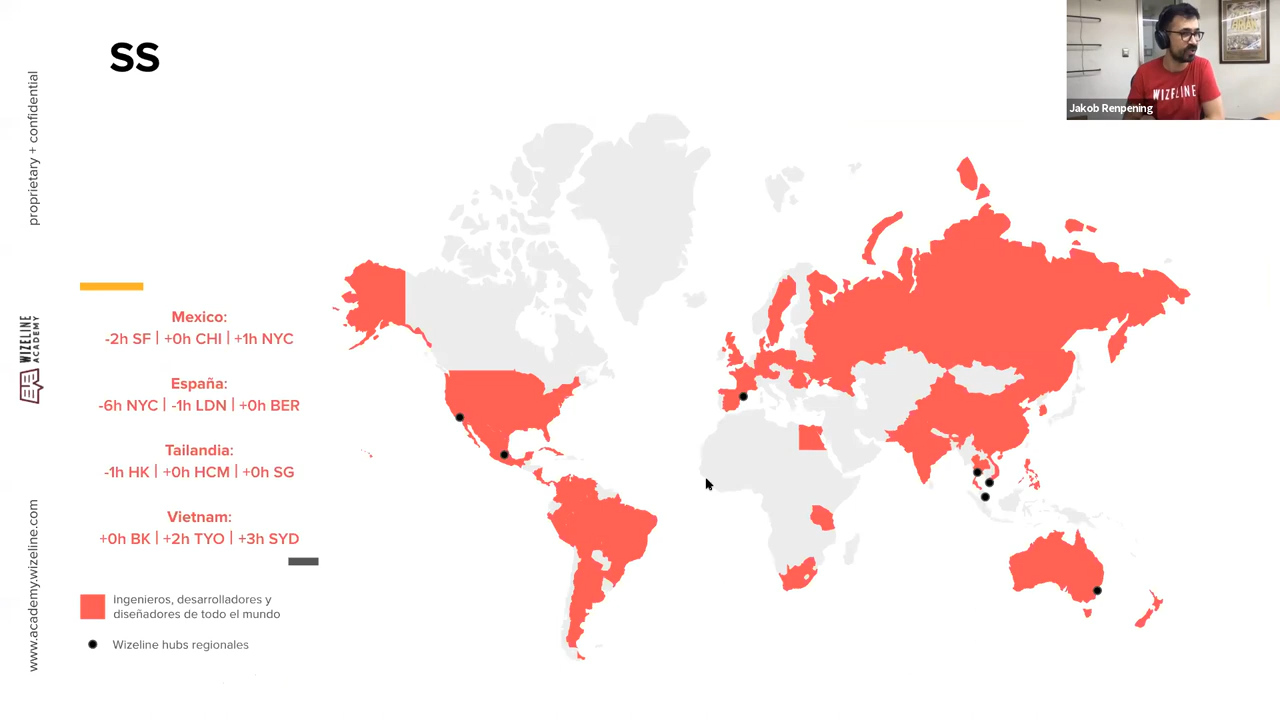 SS
proprietary + confidential
WIZELINE
ACADEMY
www.academy.wizeline.com
Mexico:
-2h SF | +0h CHI | +1h NYC
España:
-6h NYC | -1h LDN | +0h BER
Tailandia:
-1h HK | +0h HCM | +0h SG
Vietnam:
+0h BK | +2h TYO | +3h SYD
Ingenieros, desarrolladores y
diseñadores de todo el mundo
Wizeline hubs regionales
WIZELINE
Jakob Renpening